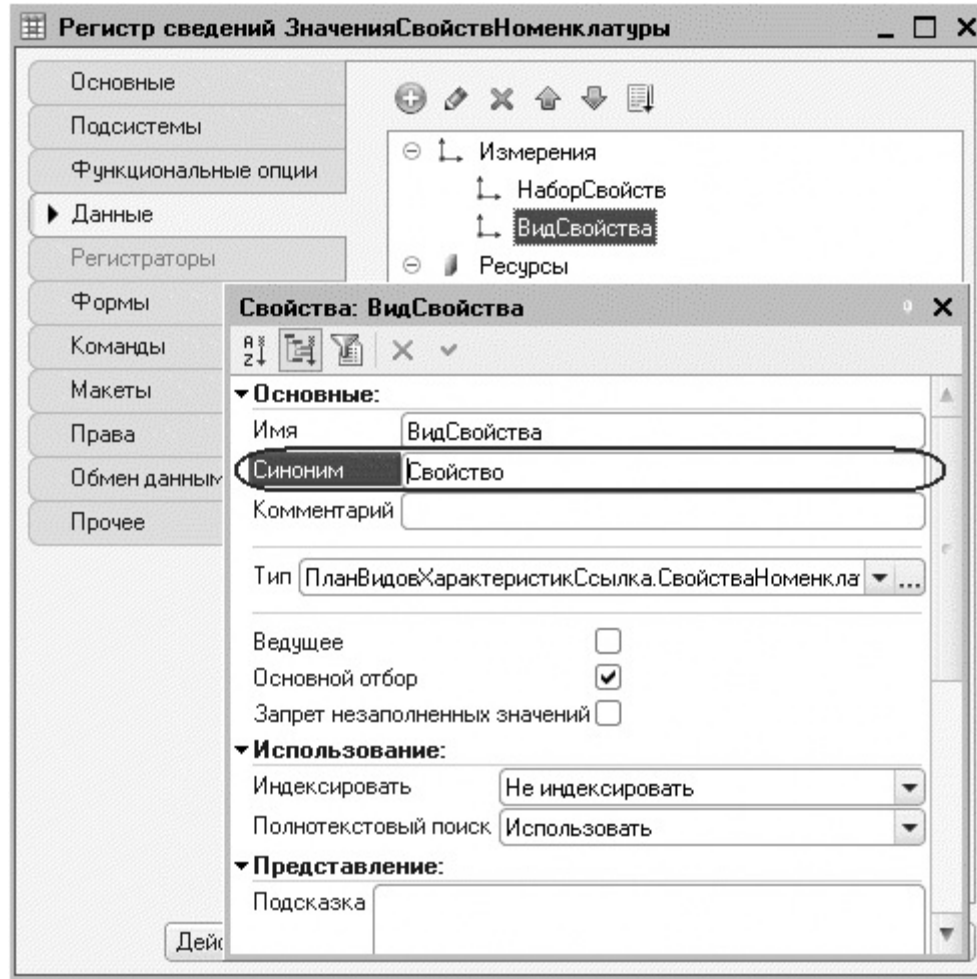 Регистр сведений ЗначенияСвойствНоменклатуры
Основные
Подсистемы
Функциональные опции
Данные
Регистраторы
Формы
Команды
Макеты
Права
Обмен данным
Прочее
Измерения
НаборСвойств
ВидСвойства
Ресурсы
Свойства: ВидСвойства
Основные:
Имя ВидСвойства
Синоним Свойство
Комментарий
Тип ПланВидовХарактеристикСсылка.СвойстваНоменкла ...
Ведущее
Основной отбор
Запрет незаполненных значений
Использование:
Индексировать Не индексировать
Полнотекстовый поиск Использовать
Представление:
Подсказка